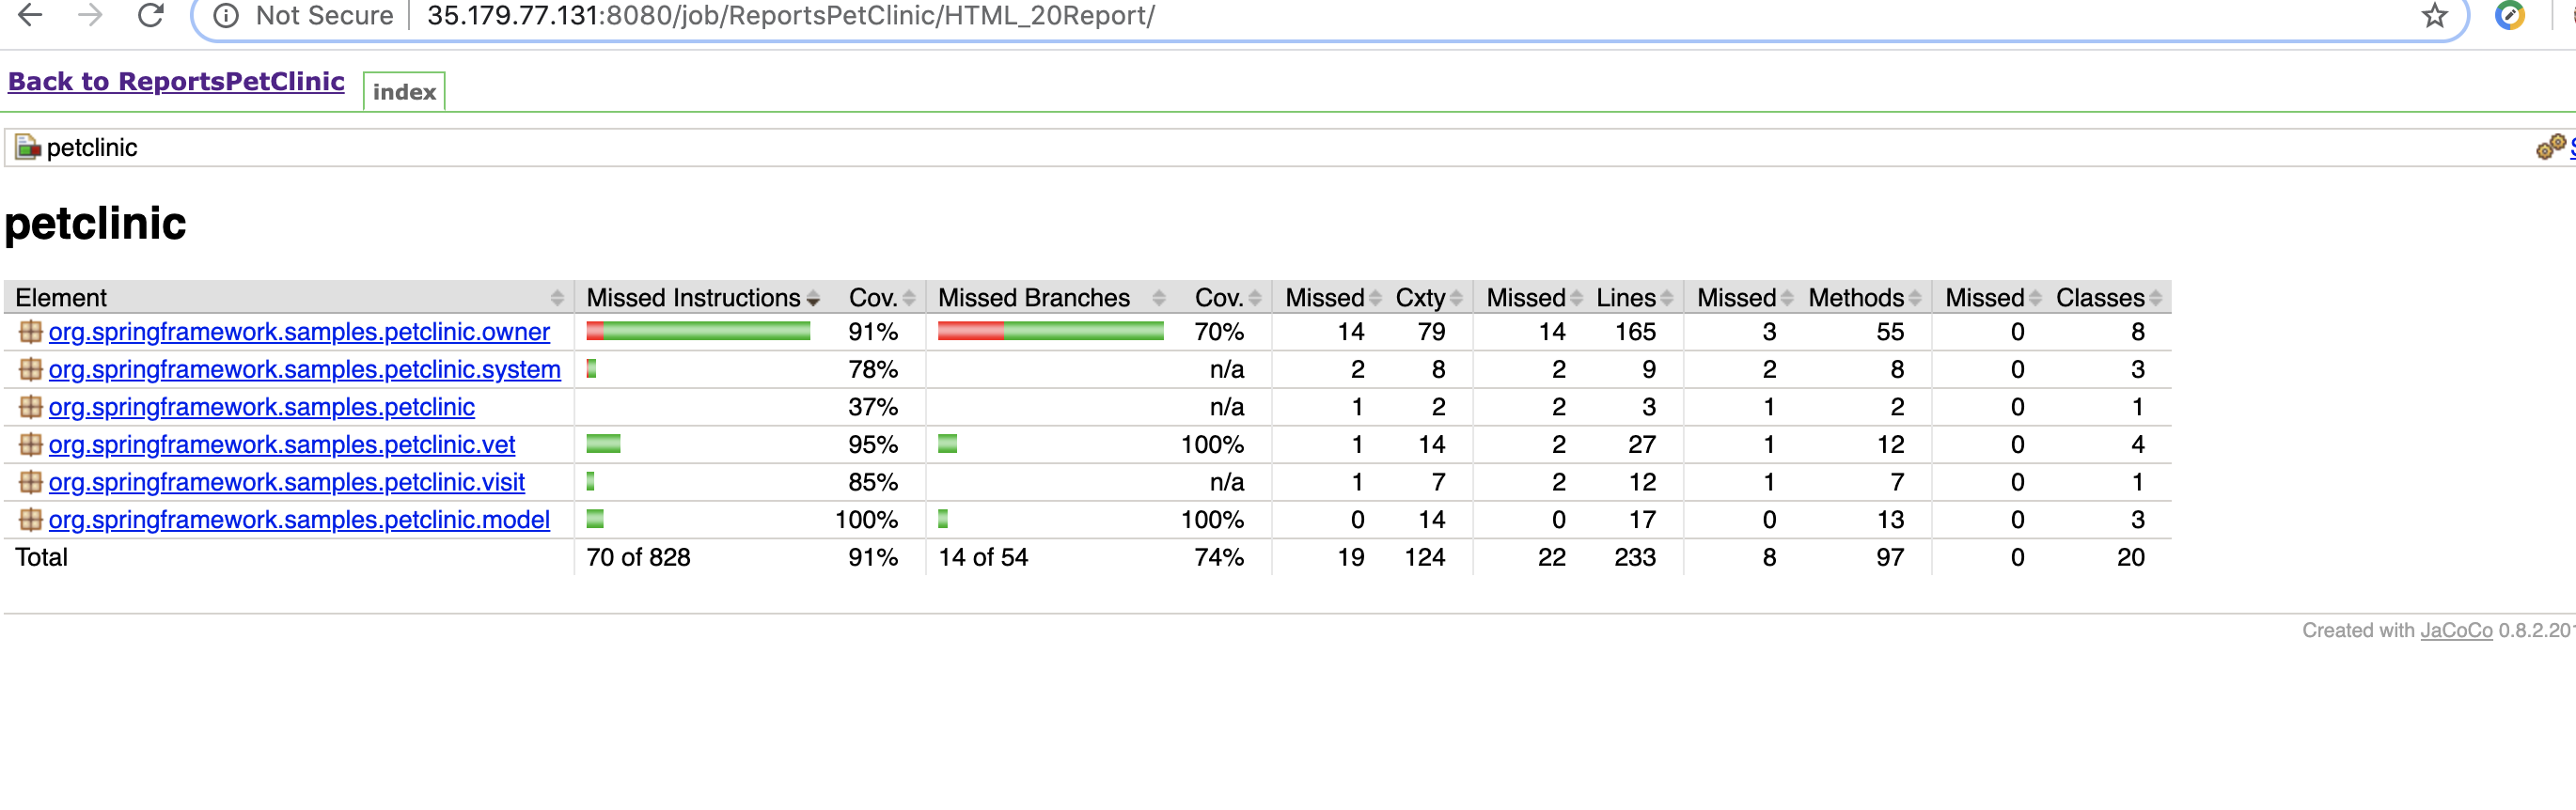 Not Secure 35.179.77.131:8080/job/ReportsPetClinic/HTML_20Report/
Back to ReportsPetClinic index
petclinic
petclinic
Element Missed Instructions Cov. Missed Branches Cov. Missed Cxty Missed Lines Missed Methods Missed Classes
org.springframework.samples.petclinic.owner 91% 70% 14 79 14 165 3 55 0 8
org.springframework.samples.petclinic.system 78% n/a 2 8 2 9 2 8 0 3
org.springframework.samples.petclinic 37% n/a 1 2 2 3 1 2 0 1
org.springframework.samples.petclinic.vet 95% 100% 1 14 2 27 1 12 0 4
org.springframework.samples.petclinic.visit 85% n/a 1 7 2 12 1 7 0 1
org.springframework.samples.petclinic.model 100% 100% 0 14 0 17 0 13 0 3
Total 70 of 828 91% 14 of 54 74% 19 124 22 233 8 97 0 20
Created with JaCoCo 0.8.2.201